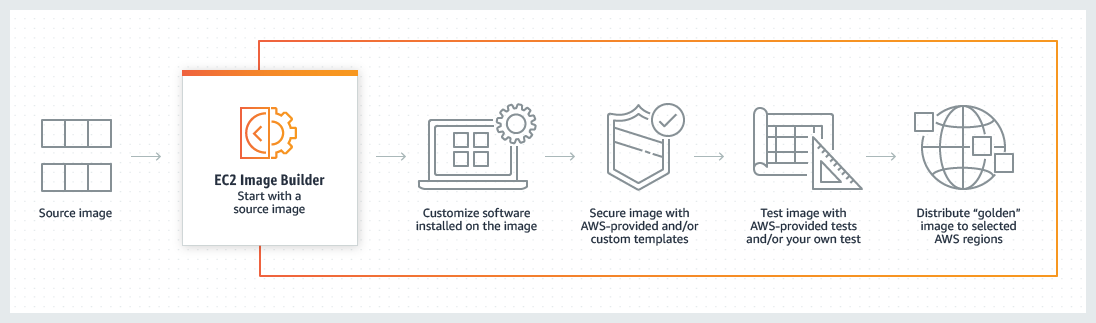 Source image
EC2 Image Builder
Start with a
source image
Customize software
installed on the image
Secure image with
AWS-provided and/or
custom templates
Test image with
AWS-provided tests
and/or your own test
Distribute “golden”
image to selected
AWS regions